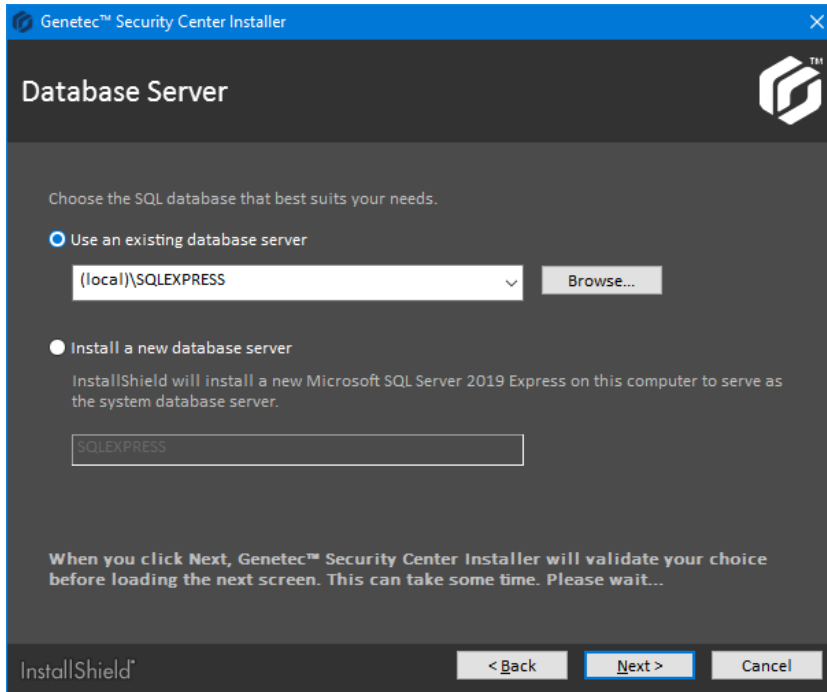 Genetec™ Security Center Installer
Database Server
TM
Choose the SQL database that best suits your needs.
Use an existing database server
(local)\SQLEXPRESS
Browse...
Install a new database server
InstallShield will install a new Microsoft SQL Server 2019 Express on this computer to serve as
the system database server.
SQLEXPRESS
When you click Next, Genetec™ Security Center Installer will validate your choice
before loading the next screen. This can take some time. Please wait...
InstallShield®
< Back
Next >
Cancel